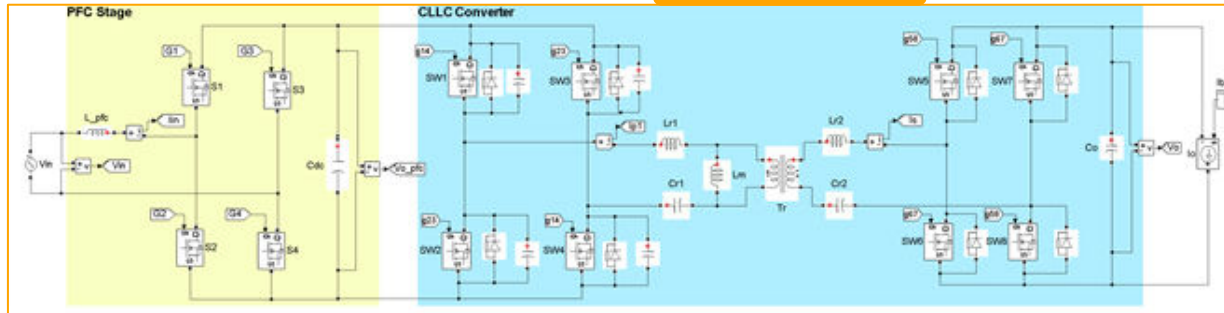 PFC Stage
CLLC Converter
G1
G3
S1
S3
L_pfc
Iin
Vin
Vin
Cdc
Vo_pfc
G2
G4
S2
S4
g14
g23
SW1
SW3
Ip1
Lr1
Lm
Cr1
Tr
Lr2
Is
Cr2
g23
g14
SW2
SW4
g58
g67
SW5
SW7
Co
Vo
Io
g67
g58
SW6
SW8